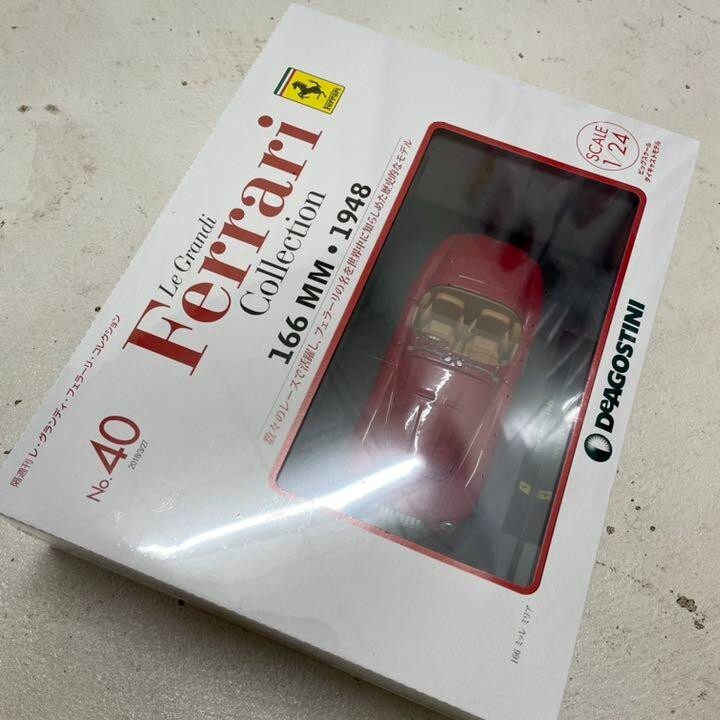 隔週刊 レ・グランディ・フェラーリ・コレクション
No.40
2018/3/27
Le Grandi
Ferrari
Collection
Ferrari
166 MM • 1948
数々のレースで活躍し、フェラーリの名を世界中に知らしめた歴史的なモデル
SCALE
1/24
ビッグスケール
ダイキャストモデル
DeAGOSTINI
166 ミッレ ミリア